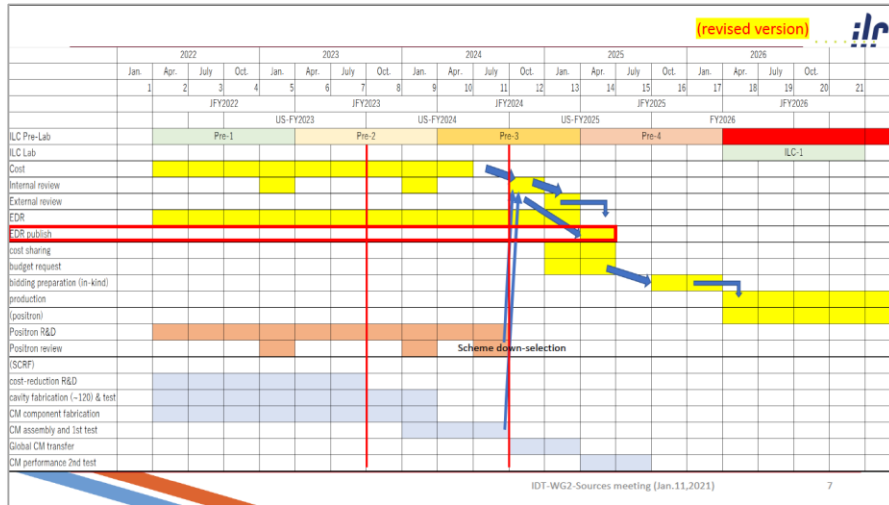 (revised version)
ilc
2022 2023 2024 2025 2026
Jan. Apr. July Oct. Jan. Apr. July Oct. Jan. Apr. July Oct. Jan. Apr. July Oct. Jan. Apr. July Oct.
1 2 3 4 5 6 7 8 9 10 11 12 13 14 15 16 17 18 19 20 21
JFY2022 JFY2023 JFY2024 JFY2025 JFY2026
US-FY2023 US-FY2024 US-FY2025 FY2026
ILC Pre-Lab Pre-1 Pre-2 Pre-3 Pre-4
ILC Lab ILC-1
Cost
Internal review
External review
EDR
EDR publish
cost sharing
budget request
bidding preparation (in-kind)
production
(positron)
Positron R&D
Positron review Scheme down-selection
(SCRF)
cost-reduction R&D
cavity fabrication (~120) & test
CM component fabrication
CM assembly and 1st test
Global CM transfer
CM performance 2nd test
IDT-WG2-Sources meeting (Jan.11,2021) 7